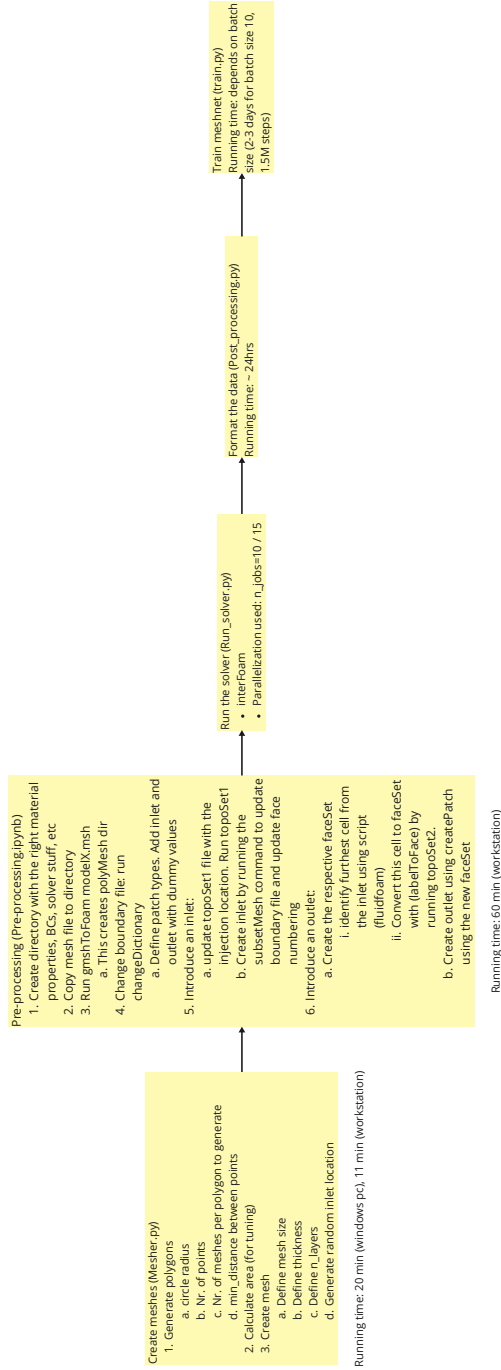 Create meshes (Mesher.py)
1. Generate polygons
a. circle radius
b. Nr. of points
c. Nr. of meshes per polygon to generate
d. min_distance between points
2. Calculate area (for tuning)
3. Create mesh
a. Define mesh size
b. Define thickness
c. Define n_layers
d. Generate random inlet location
Running time: 20 min (windows pc), 11 min (workstation)
Pre-processing (Pre-processing.ipynb)
1. Create directory with the right material
properties, BCs, solver stuff, etc
2. Copy mesh file to directory
3. Run gmshToFoam modelX.msh
a. This creates polyMesh dir
4. Change boundary file: run
changeDictionary
a. Define patch types. Add inlet and
outlet with dummy values
5. Introduce an inlet:
a. update topoSet1 file with the
injection location. Run topoSet1
b. Create inlet by running the
subsetMesh command to update
boundary file and update face
numbering
6. Introduce an outlet:
a. Create the respective faceSet
i. identify furthest cell from
the inlet using script
(fluidfoam)
ii. Convert this cell to faceSet
with (labelToFace) by
running topoSet2.
b. Create outlet using createPatch
using the new faceSet
Running time: 60 min (workstation)
Run the solver (Run_solver.py)
• interFoam
• Parallelization used: n_jobs=10 / 15
Format the data (Post_processing.py)
Running time: ~ 24hrs
Train meshnet (train.py)
Running time: depends on batch
size (2-3 days for batch size 10,
1.5M steps)